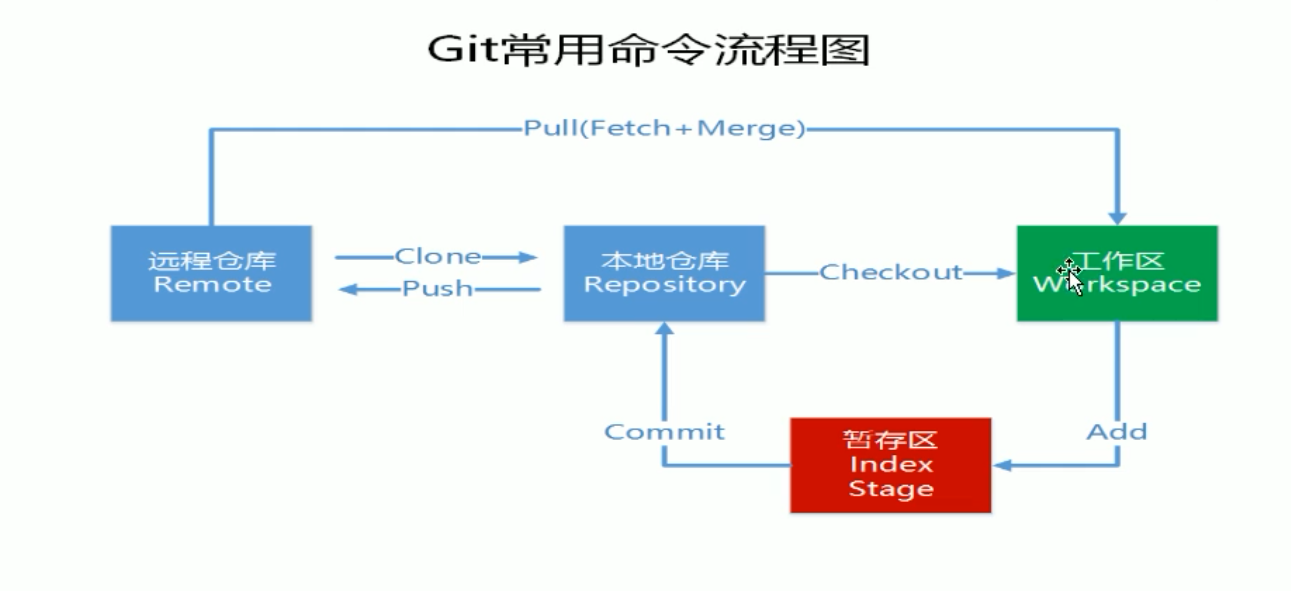 Git常用命令流程图
Pull(Fetch+Merge)
远程仓库
Remote
Clone
Push
本地仓库
Repository
Checkout
工作区
Workspace
Commit
暂存区
Index
Stage
Add